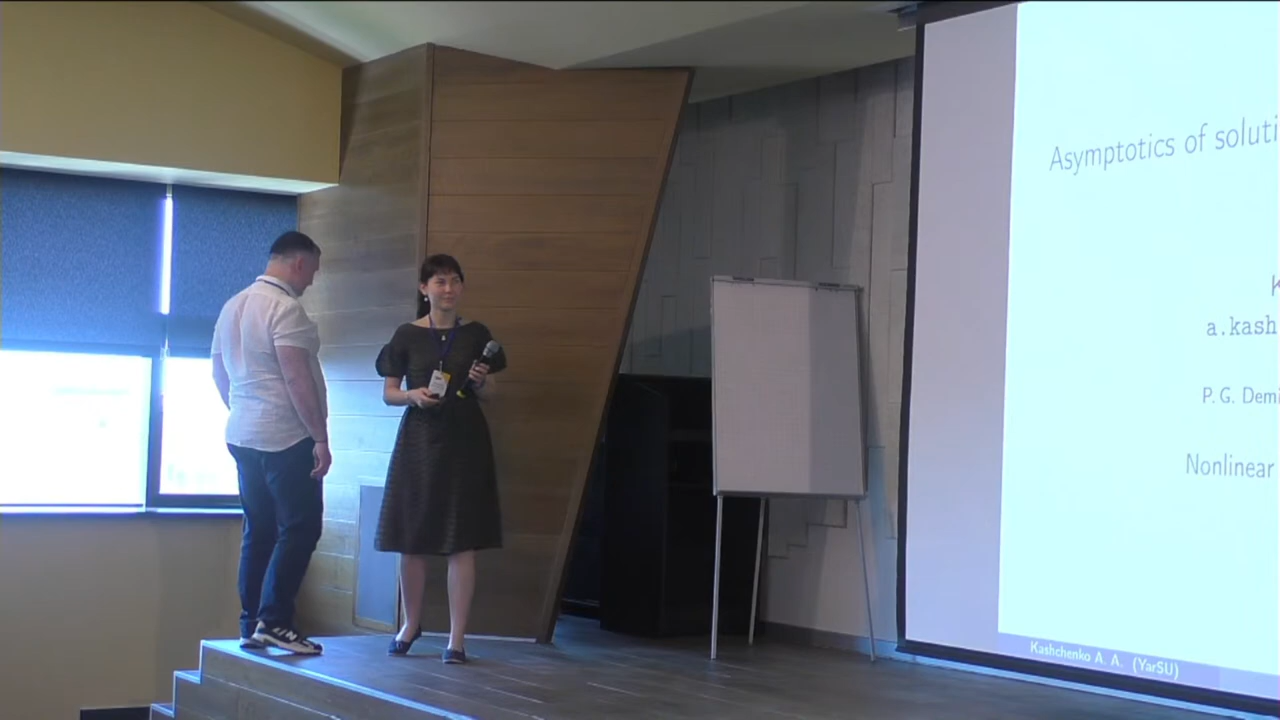 Asymptotics of soluti
K
a.kash
P. G. Demi
Nonlinear
Kashchenko A. A. (YarSU)